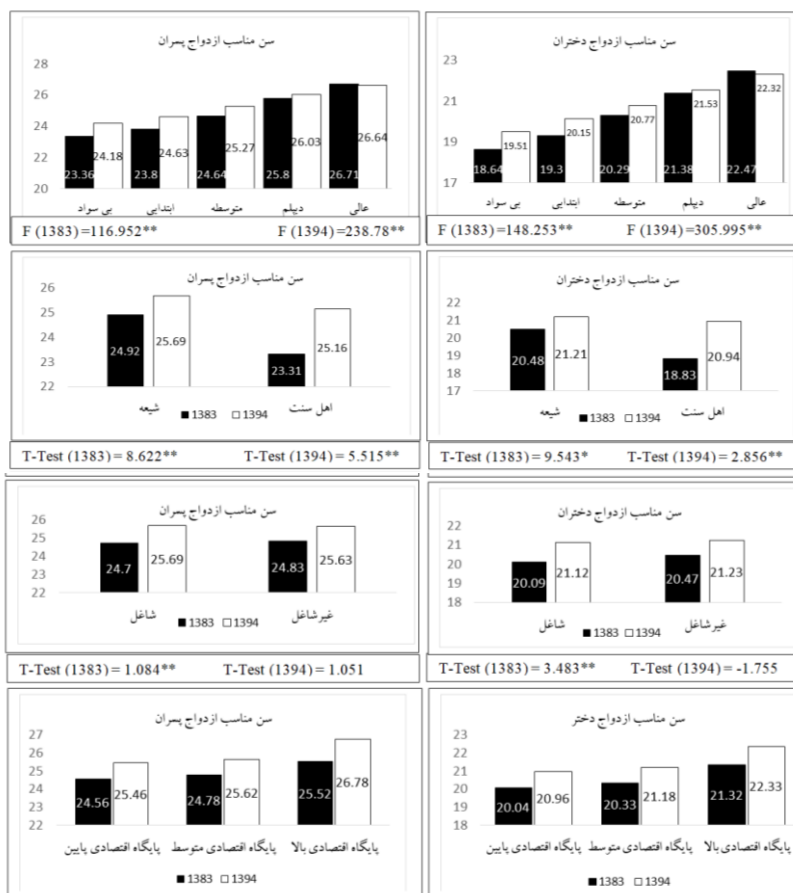 سن مناسب ازدواج پسران
28
26
24
22
20
23.36 24.18 23.8 24.63 24.64 25.27 25.8 26.03 26.71 26.64
بی سواد ابتدایی متوسطه دیپلم عالی
F (1383) =116.952** F (1394) =238.78**
سن مناسب ازدواج دختران
23
21
19
17
18.64 19.51 19.3 20.15 20.29 20.77 21.38 21.53 22.47 22.32
بی سواد ابتدایی متوسطه دیپلم عالی
F (1383) =148.253** F (1394) =305.995**
سن مناسب ازدواج پسران
26
25
24
23
22
24.92 25.69 23.31 25.16
شیعه اهل سنت
1383 1394
T-Test (1383) = 8.622** T-Test (1394) = 5.515**
سن مناسب ازدواج دختران
22
21
20
19
18
17
20.48 21.21 18.83 20.94
شیعه اهل سنت
1383 1394
T-Test (1383) = 9.543* T-Test (1394) = 2.856**
سن مناسب ازدواج پسران
26
25
24
23
22
24.7 25.69 24.83 25.63
شاغل غیرشاغل
1383 1394
T-Test (1383) = 1.084** T-Test (1394) = 1.051
سن مناسب ازدواج دختران
22
21
20
19
18
20.09 21.12 20.47 21.23
شاغل غیرشاغل
1383 1394
T-Test (1383) = 3.483** T-Test (1394) = -1.755
سن مناسب ازدواج پسران
27
26
25
24
23
22
24.56 25.46 24.78 25.62 25.52 26.78
پایگاه اقتصادی پایین پایگاه اقتصادی متوسط پایگاه اقتصادی بالا
1383 1394
سن مناسب ازدواج دختر
23
22
21
20
19
18
20.04 20.96 20.33 21.18 21.32 22.33
پایگاه اقتصادی پایین پایگاه اقتصادی متوسط پایگاه اقتصادی بالا
1383 1394